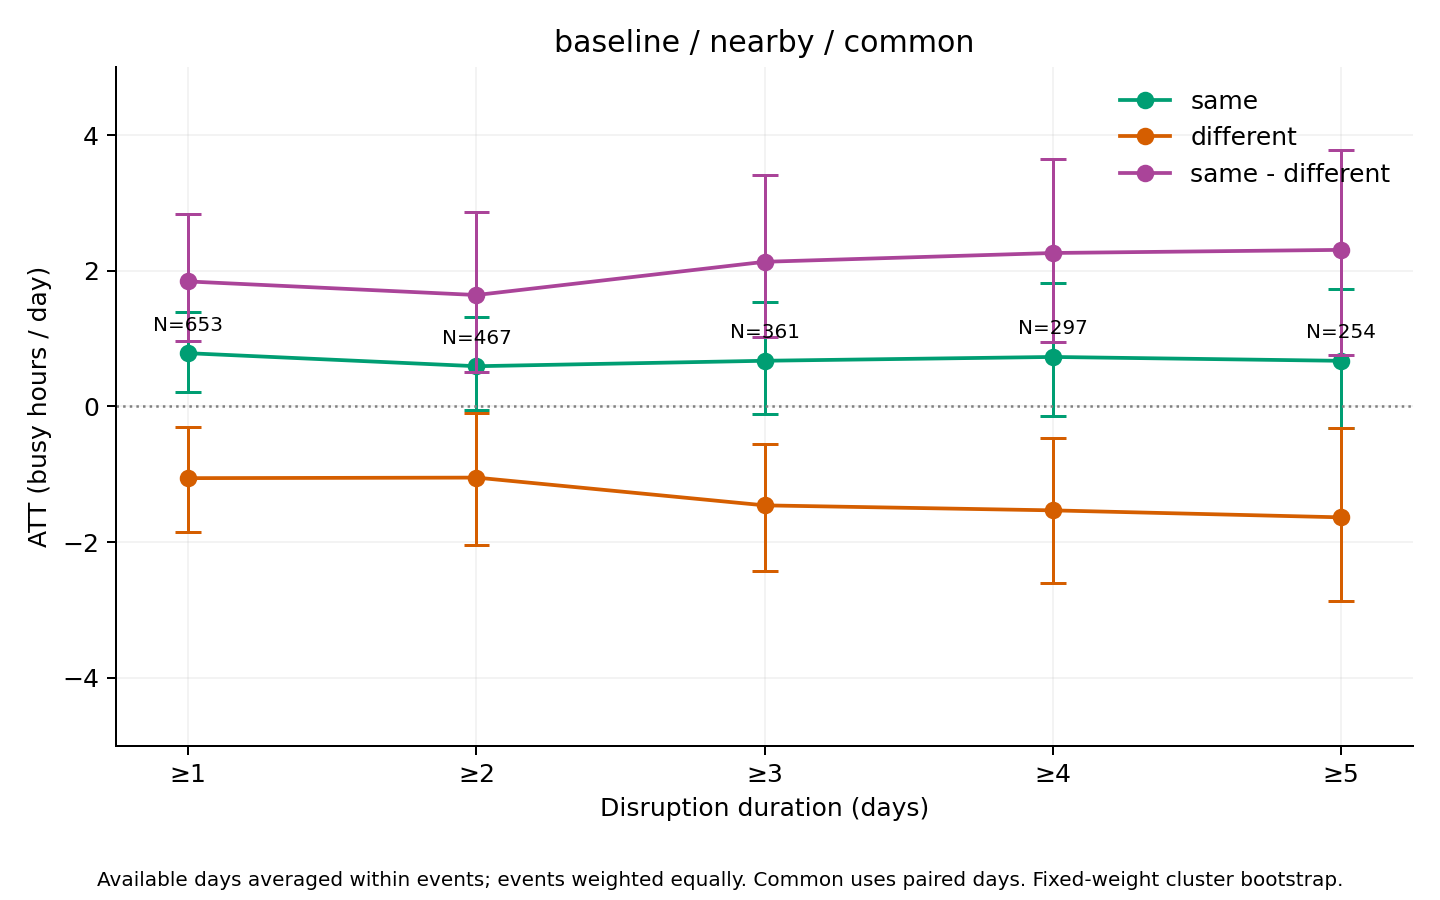 baseline / nearby / common
same
different
same - different
4
2
0
−2
−4
ATT (busy hours / day)
N=653
N=467
N=361
N=297
N=254
≥1
≥2
≥3
≥4
≥5
Disruption duration (days)
Available days averaged within events; events weighted equally. Common uses paired days. Fixed-weight cluster bootstrap.